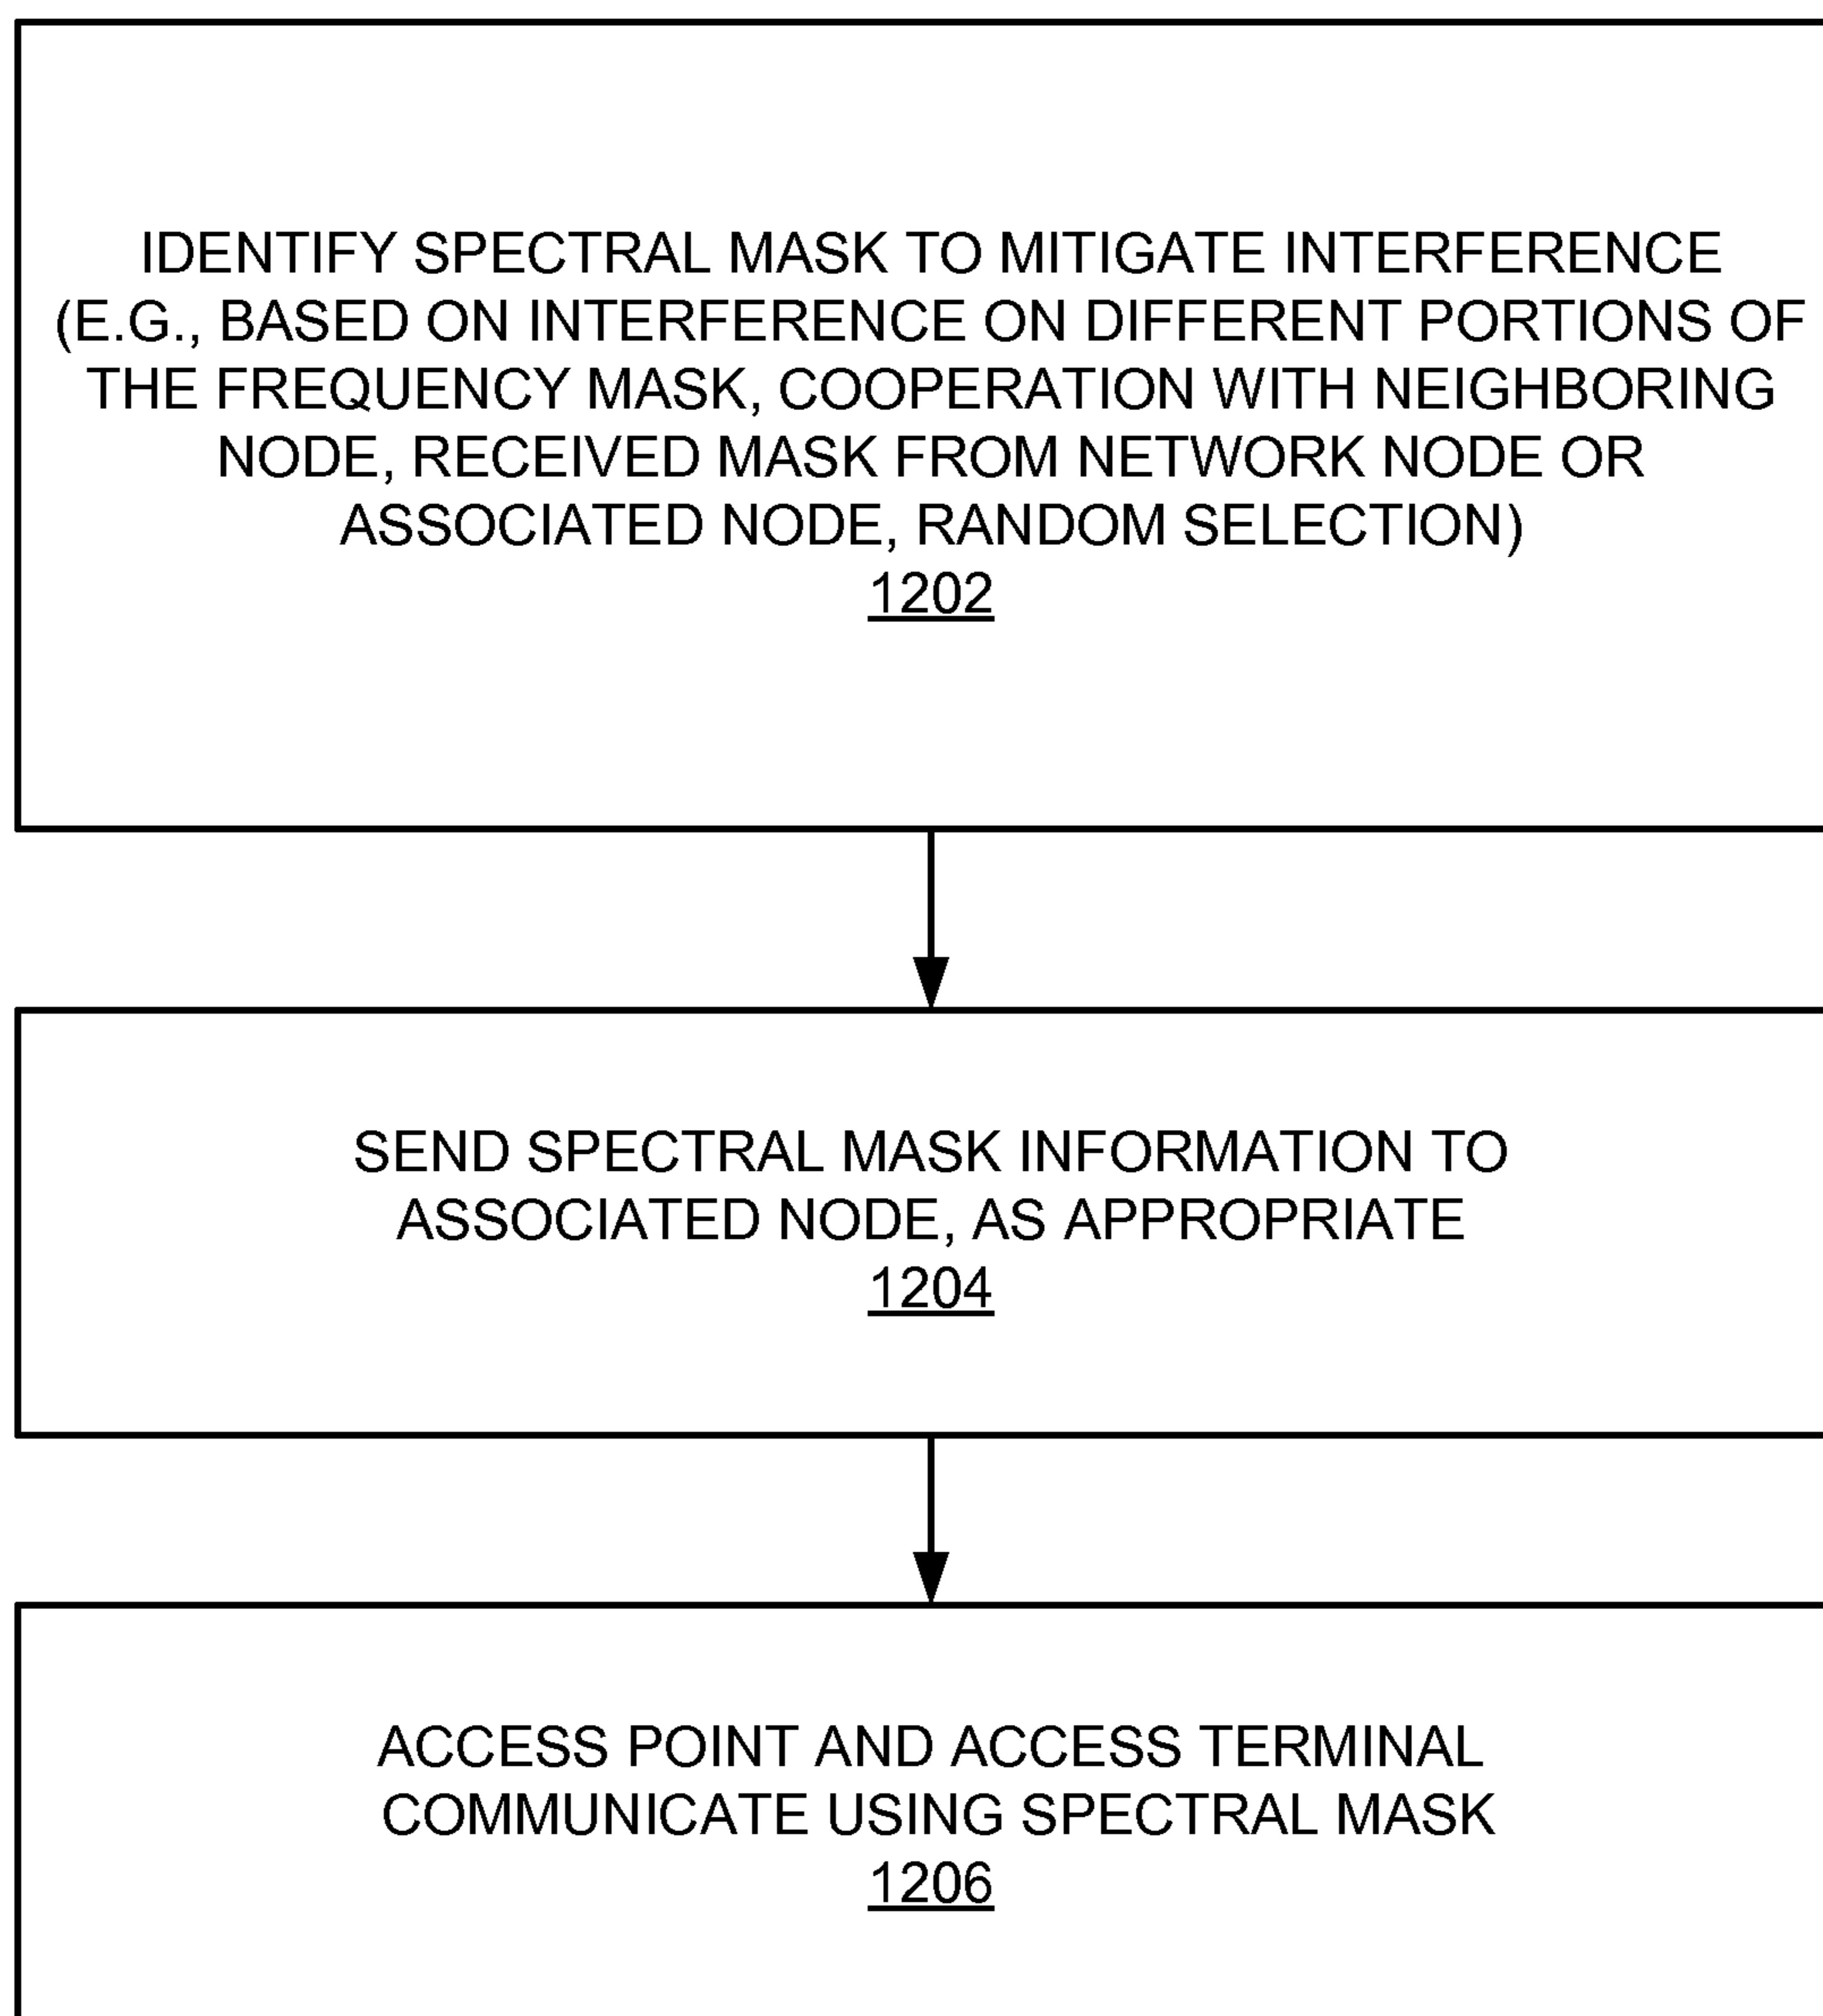 IDENTIFY SPECTRAL MASK TO MITIGATE INTERFERENCE
(E.G., BASED ON INTERFERENCE ON DIFFERENT PORTIONS OF
THE FREQUENCY MASK, COOPERATION WITH NEIGHBORING
NODE, RECEIVED MASK FROM NETWORK NODE OR
ASSOCIATED NODE, RANDOM SELECTION)
1202
SEND SPECTRAL MASK INFORMATION TO
ASSOCIATED NODE, AS APPROPRIATE
1204
ACCESS POINT AND ACCESS TERMINAL
COMMUNICATE USING SPECTRAL MASK
1206